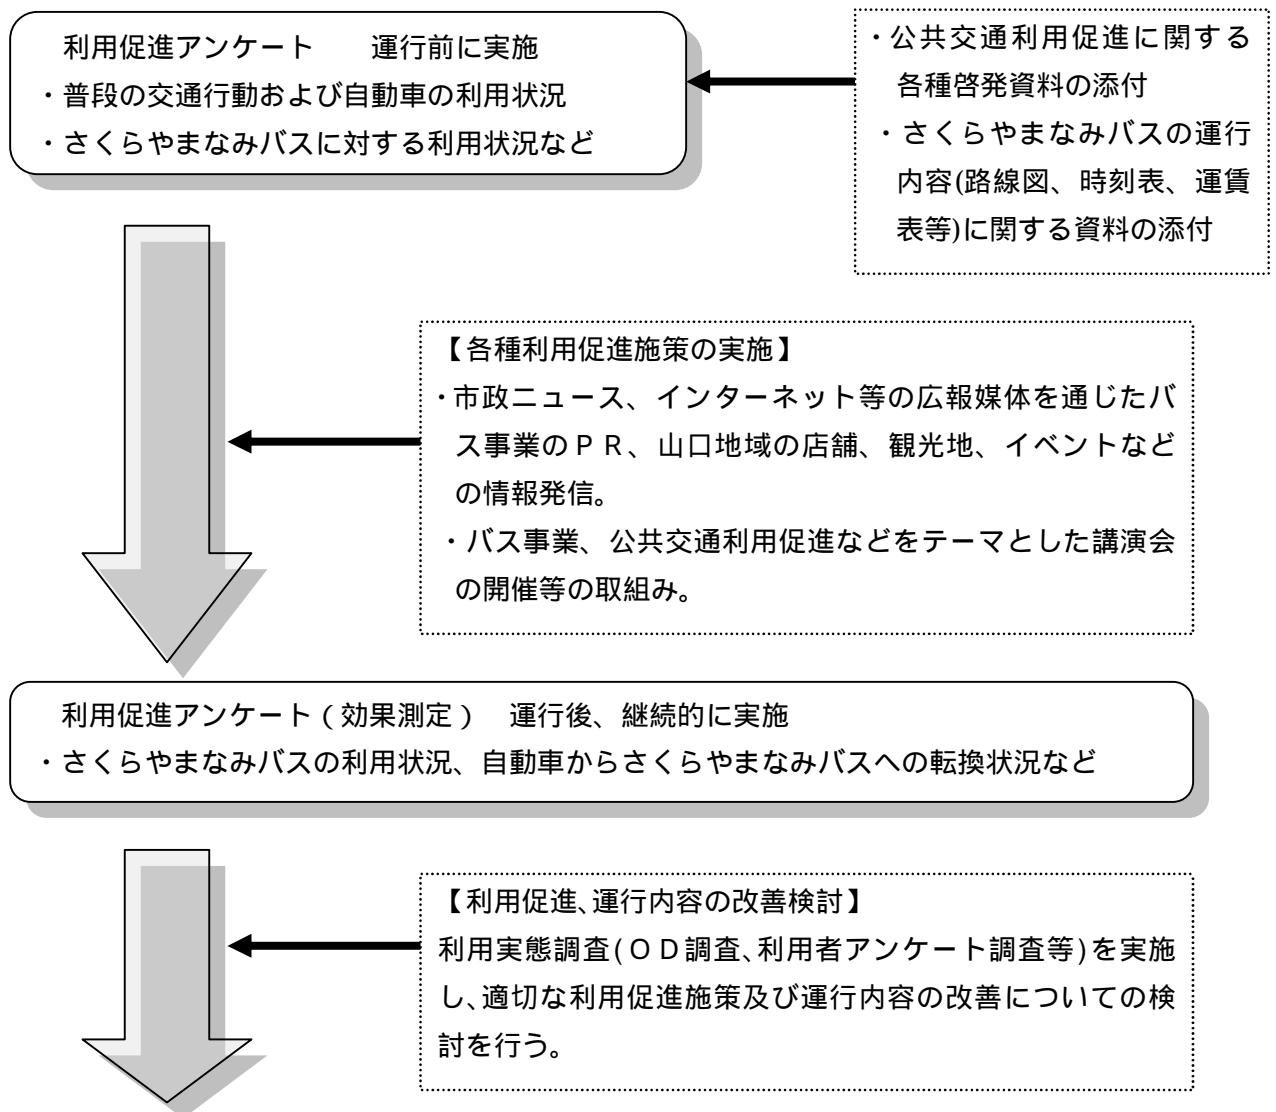 利用促進アンケート　　運行前に実施
・普段の交通行動および自動車の利用状況
・さくらやまなみバスに対する利用状況など
・公共交通利用促進に関する
各種啓発資料の添付
・さくらやまなみバスの運行
内容(路線図、時刻表、運賃
表等)に関する資料の添付
【各種利用促進施策の実施】
・市政ニュース、インターネット等の広報媒体を通じたバ
ス事業のＰＲ、山口地域の店舗、観光地、イベントなど
の情報発信。
・バス事業、公共交通利用促進などをテーマとした講演会
の開催等の取組み。
利用促進アンケート（効果測定）　運行後、継続的に実施
・さくらやまなみバスの利用状況、自動車からさくらやまなみバスへの転換状況など
【利用促進、運行内容の改善検討】
利用実態調査(ＯＤ調査、利用者アンケート調査等)を実施
し、適切な利用促進施策及び運行内容の改善についての検
討を行う。